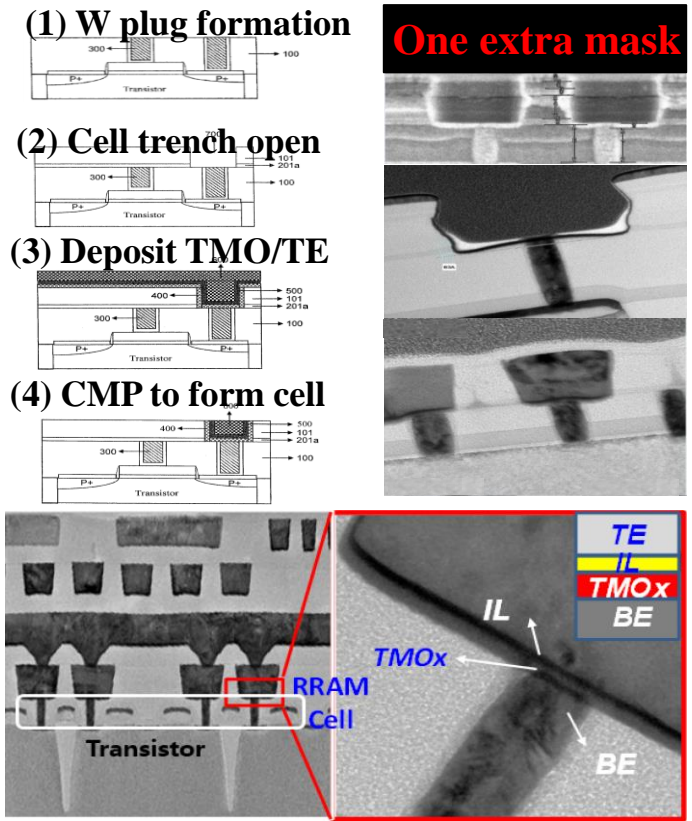 (1) W plug formation
300
100
P+
P+
Transistor
One extra mask
(2) Cell trench open
700
101
201a
300
100
P+
P+
Transistor
(3) Deposit TMO/TE
600
500
400
101
201a
300
100
P+
P+
Transistor
(4) CMP to form cell
600
500
400
101
201a
300
100
P+
P+
Transistor
RRAM
Cell
Transistor
TE
IL
TMOx
BE
IL
TMOx
BE